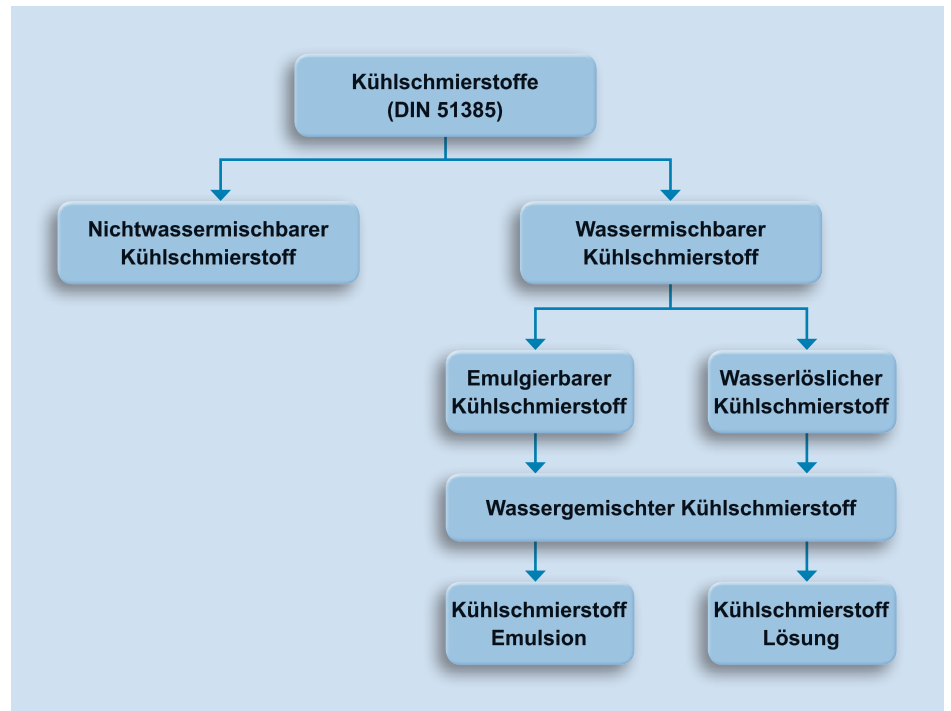 Kühlschmierstoffe
(DIN 51385)
Nichtwassermischbarer
Kühlschmierstoff
Wassermischbarer
Kühlschmierstoff
Emulgierbarer
Kühlschmierstoff
Wasserlöslicher
Kühlschmierstoff
Wassergemischter Kühlschmierstoff
Kühlschmierstoff
Emulsion
Kühlschmierstoff
Lösung